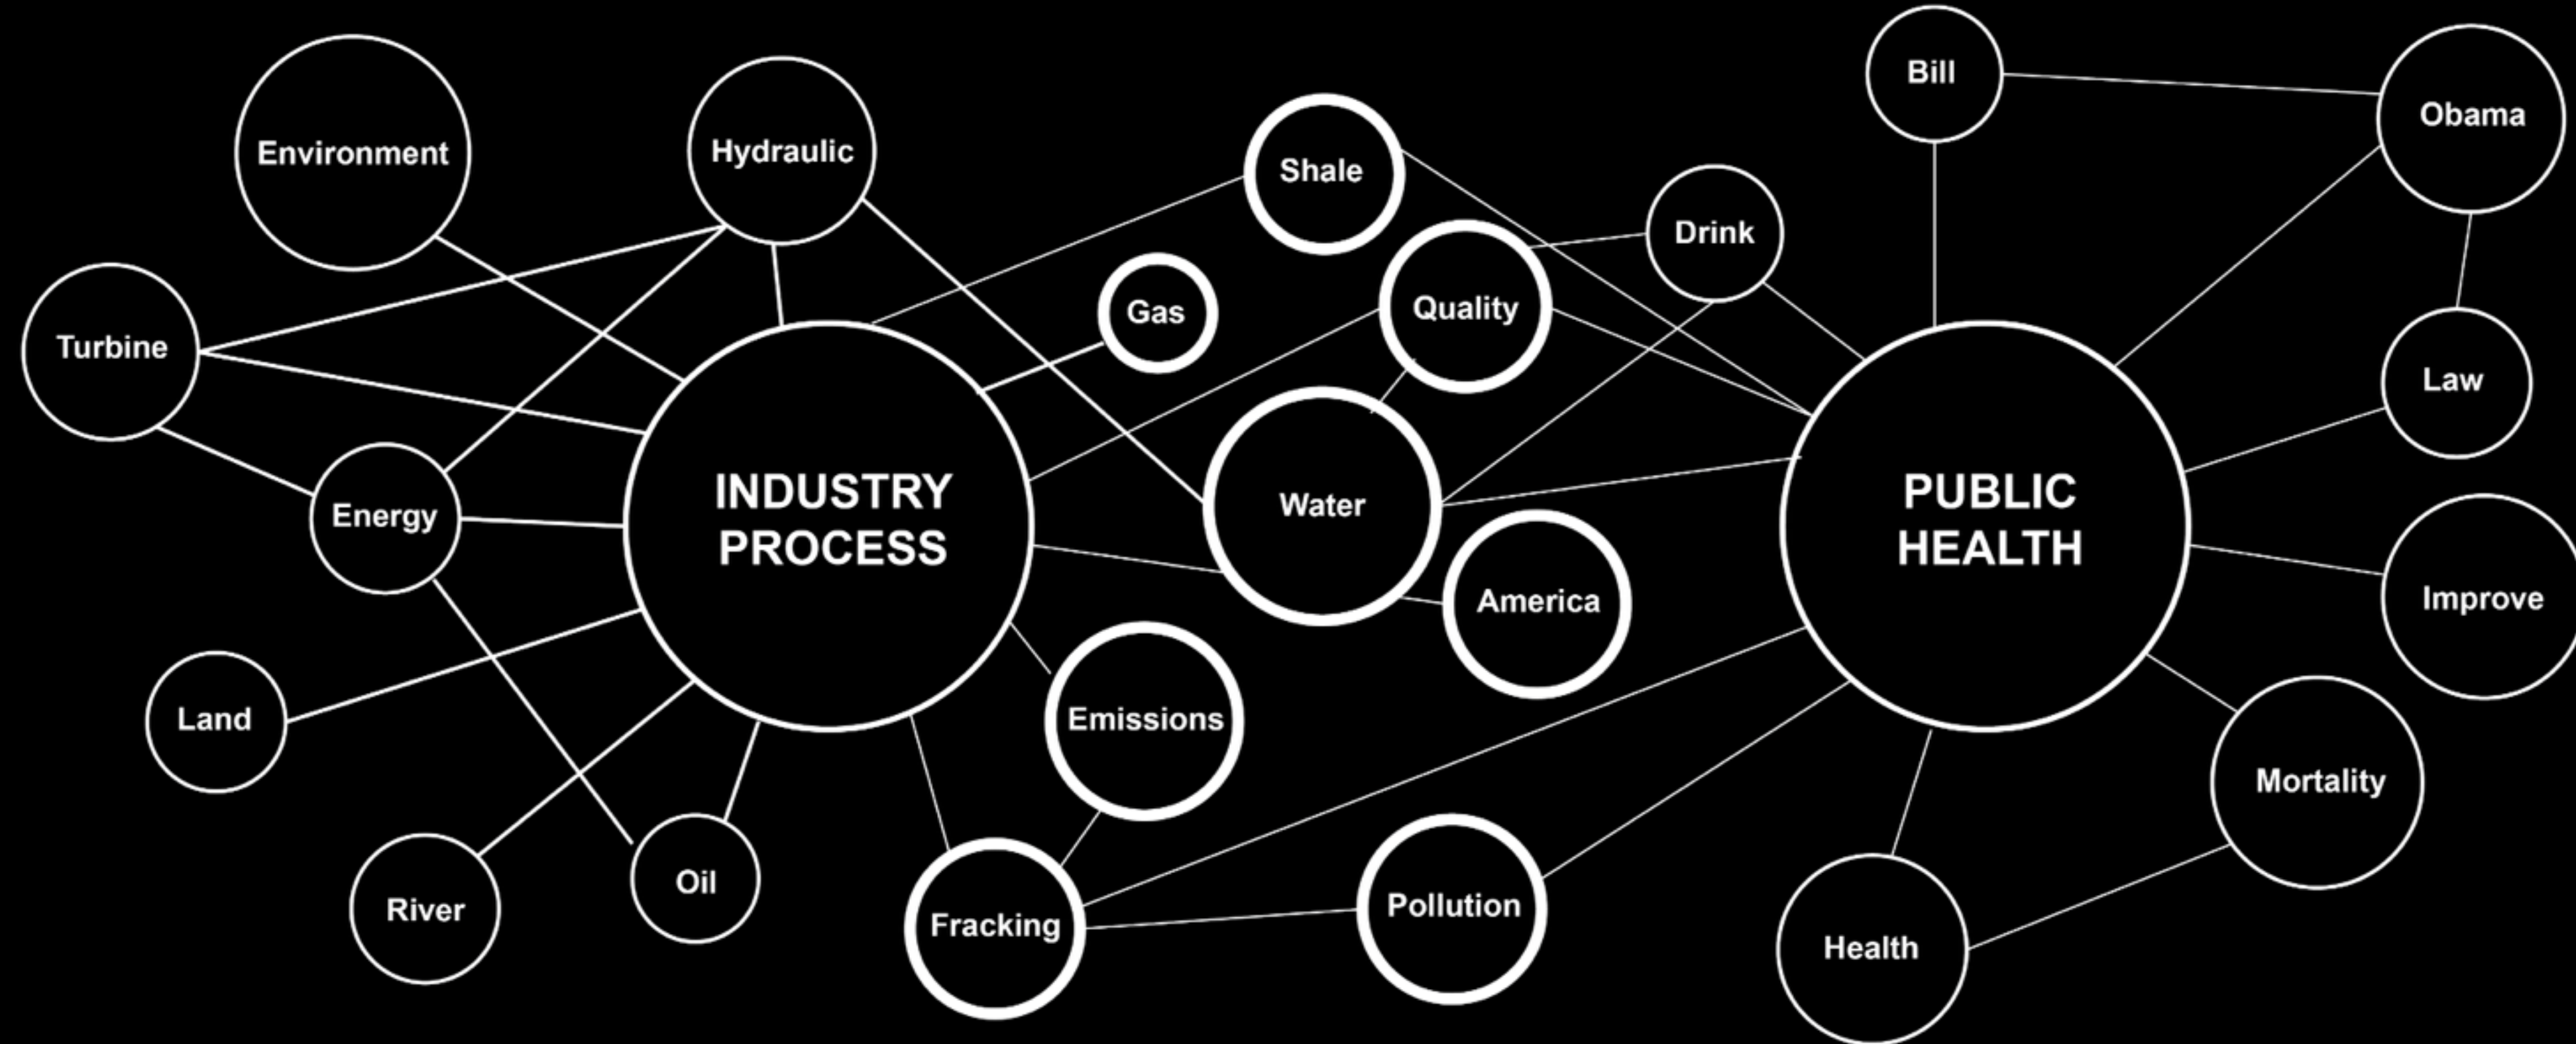 Bill
Obama
Environment
Hydraulic
Shale
Drink
Gas
Quality
Turbine
Law
Energy
INDUSTRY
PROCESS
Water
PUBLIC
HEALTH
America
Improve
Land
Emissions
Mortality
River
Oil
Fracking
Pollution
Health